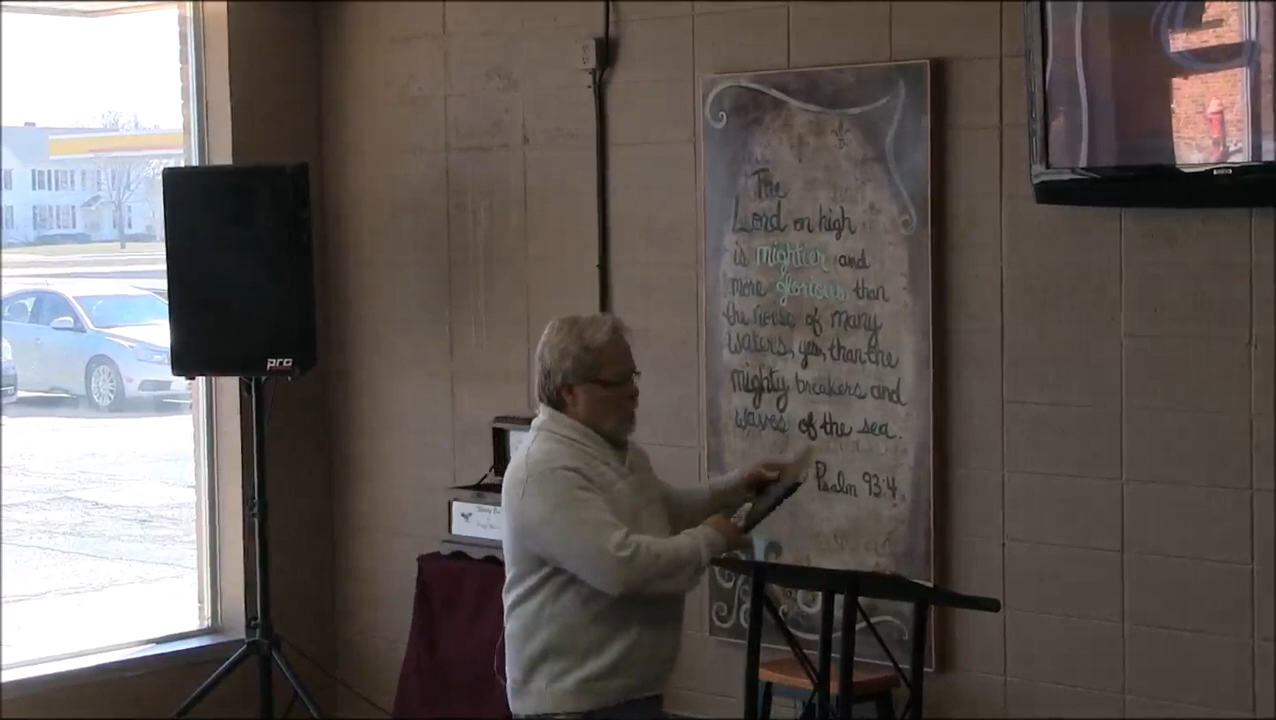 The
Lord on high
is mightier and
more glorious than
the noise of many
waters, yes, than the
mighty breakers and
waves of the sea.
Psalm 93:4
pro